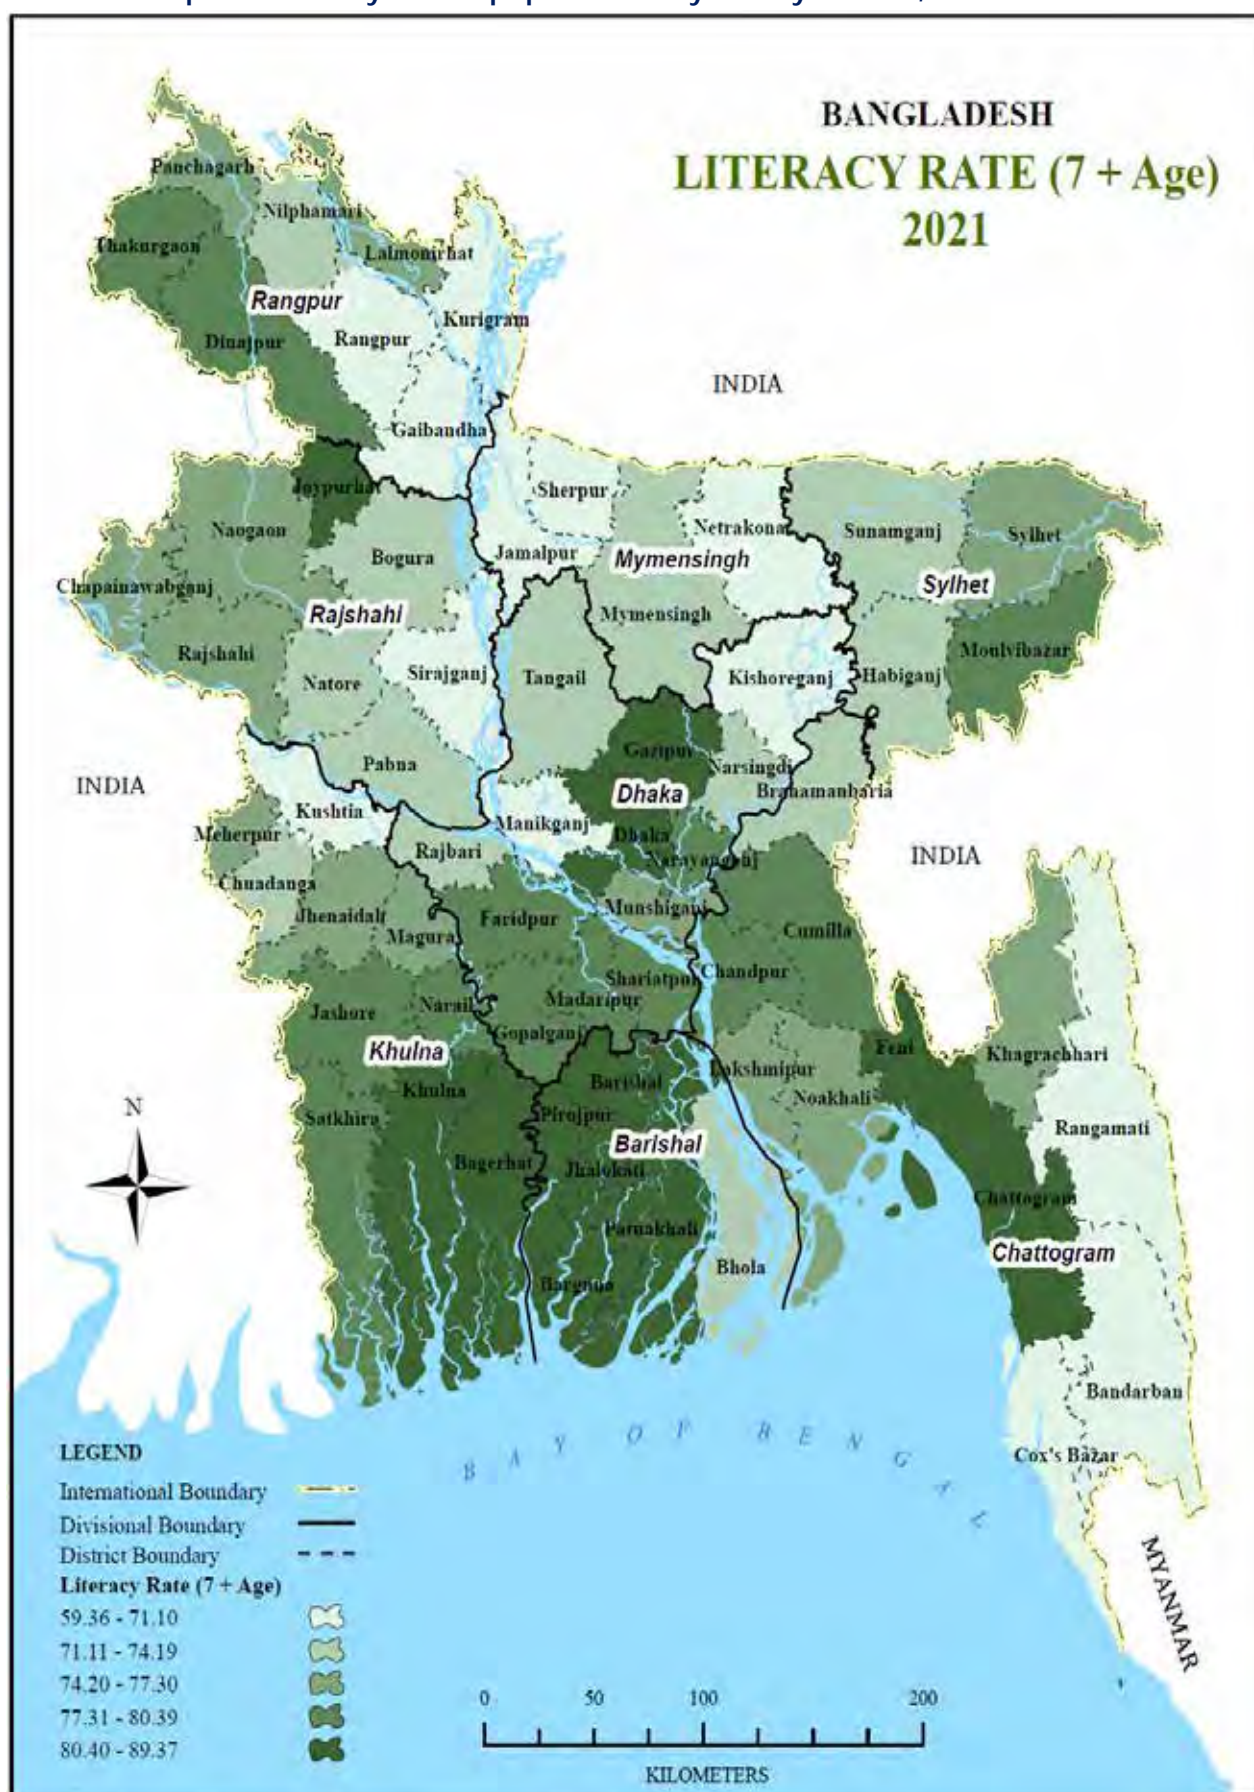 BANGLADESH
LITERACY RATE (7 + Age)
2021
Panchagarh
Nilphamari
Thakurgaon
Lalmonirhat
Rangpur
Kurigram
Dinajpur
Rangpur
INDIA
Gaibandha
Joypurhat
Sherpur
Naogaon
Netrakona
Sunamganj
Sylhet
Bogura
Jamalpur
Mymensingh
Chapainawabganj
Sylhet
Rajshahi
Mymensingh
Rajshahi
Moulvibazar
Natore
Sirajganj
Tangail
Kishoreganj
Habiganj
Gazipur
Pabna
Narsingdi
INDIA
Dhaka
Brahamanbaria
Kushtia
Manikganj
Meherpur
Dhaka
Rajbari
Narayanganj
INDIA
Chuadanga
Munshiganj
Jhenaidah
Faridpur
Magura
Cumilla
Shariatpur
Chandpur
Madaripur
Jashore
Narail
Gopalganj
Khulna
Feni
Khagrachhari
Lakshmipur
Barishal
Khulna
Noakhali
N
Pirojpur
Satkhira
Rangamati
Barishal
Bagerhat
Jhalokati
Chattogram
Patuakhali
Chattogram
Bhola
Barguna
Bandarban
BAY OF BENGAL
Cox's Bazar
MYANMAR
LEGEND
International Boundary
Divisional Boundary
District Boundary
Literacy Rate (7 + Age)
59.36 - 71.10
71.11 - 74.19
74.20 - 77.30
77.31 - 80.39
80.40 - 89.37
0 50 100 200
KILOMETERS